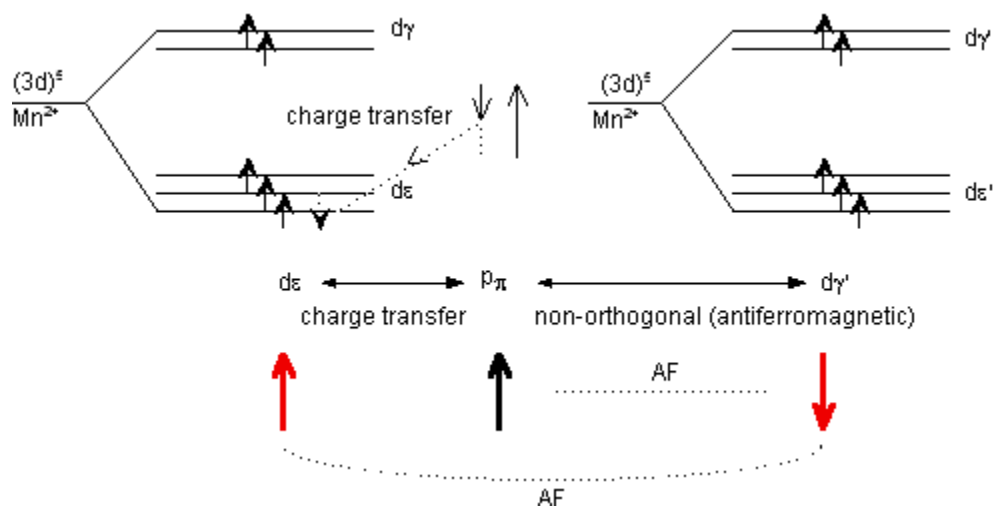 dγ
dγ'
(3d)⁵
Mn²⁺
(3d)⁵
Mn²⁺
charge transfer
dε
dε'
dε
pπ
dγ'
charge transfer
non-orthogonal (antiferromagnetic)
AF
AF